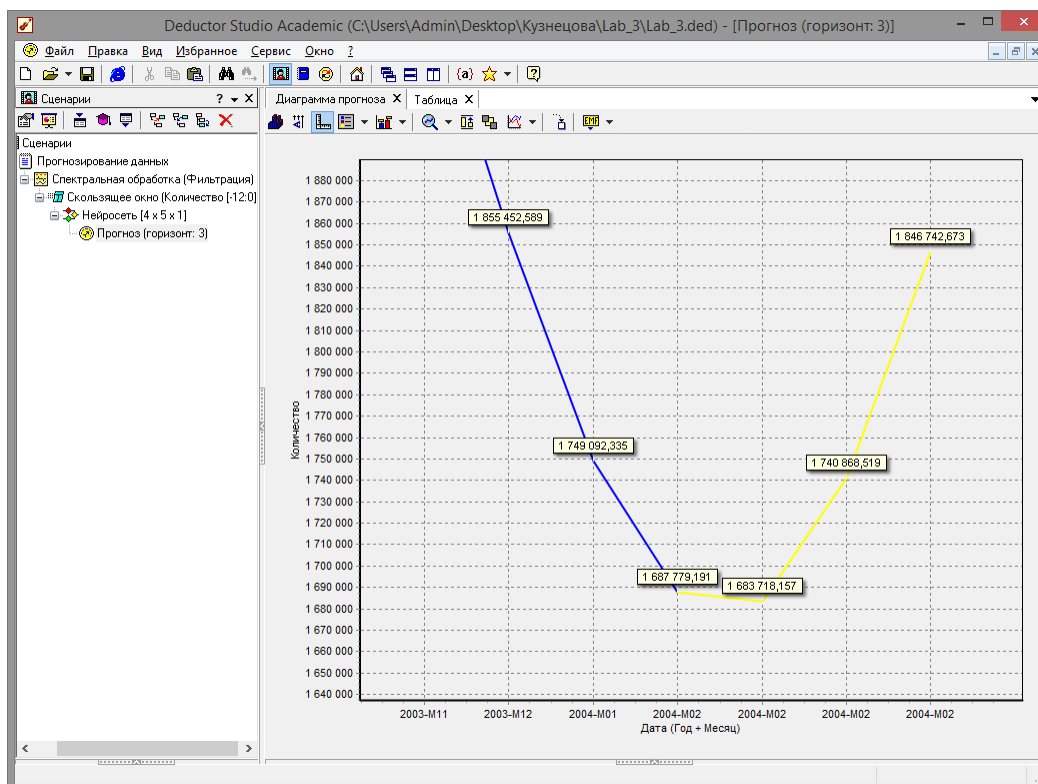 Deductor Studio Academic (C:\Users\Admin\Desktop\Кузнецова\Lab_3\Lab_3.ded) - [Прогноз (горизонт: 3)]
Файл Правка Вид Избранное Сервис Окно ?
Сценарии
Диаграмма прогноза
Таблица
Сценарии
Прогнозирование данных
Спектральная обработка (Фильтрация)
Скользящее окно (Количество [-12:0]
Нейросеть [4 x 5 x 1]
Прогноз (горизонт: 3)
EMF
Количество
1 880 000
1 870 000
1 860 000
1 850 000
1 840 000
1 830 000
1 820 000
1 810 000
1 800 000
1 790 000
1 780 000
1 770 000
1 760 000
1 750 000
1 740 000
1 730 000
1 720 000
1 710 000
1 700 000
1 690 000
1 680 000
1 670 000
1 660 000
1 650 000
1 640 000
1 855 452,589
1 749 092,335
1 687 779,191
1 683 718,157
1 740 868,519
1 846 742,673
2003-M11 2003-M12 2004-M01 2004-M02 2004-M02 2004-M02 2004-M02
Дата (Год + Месяц)